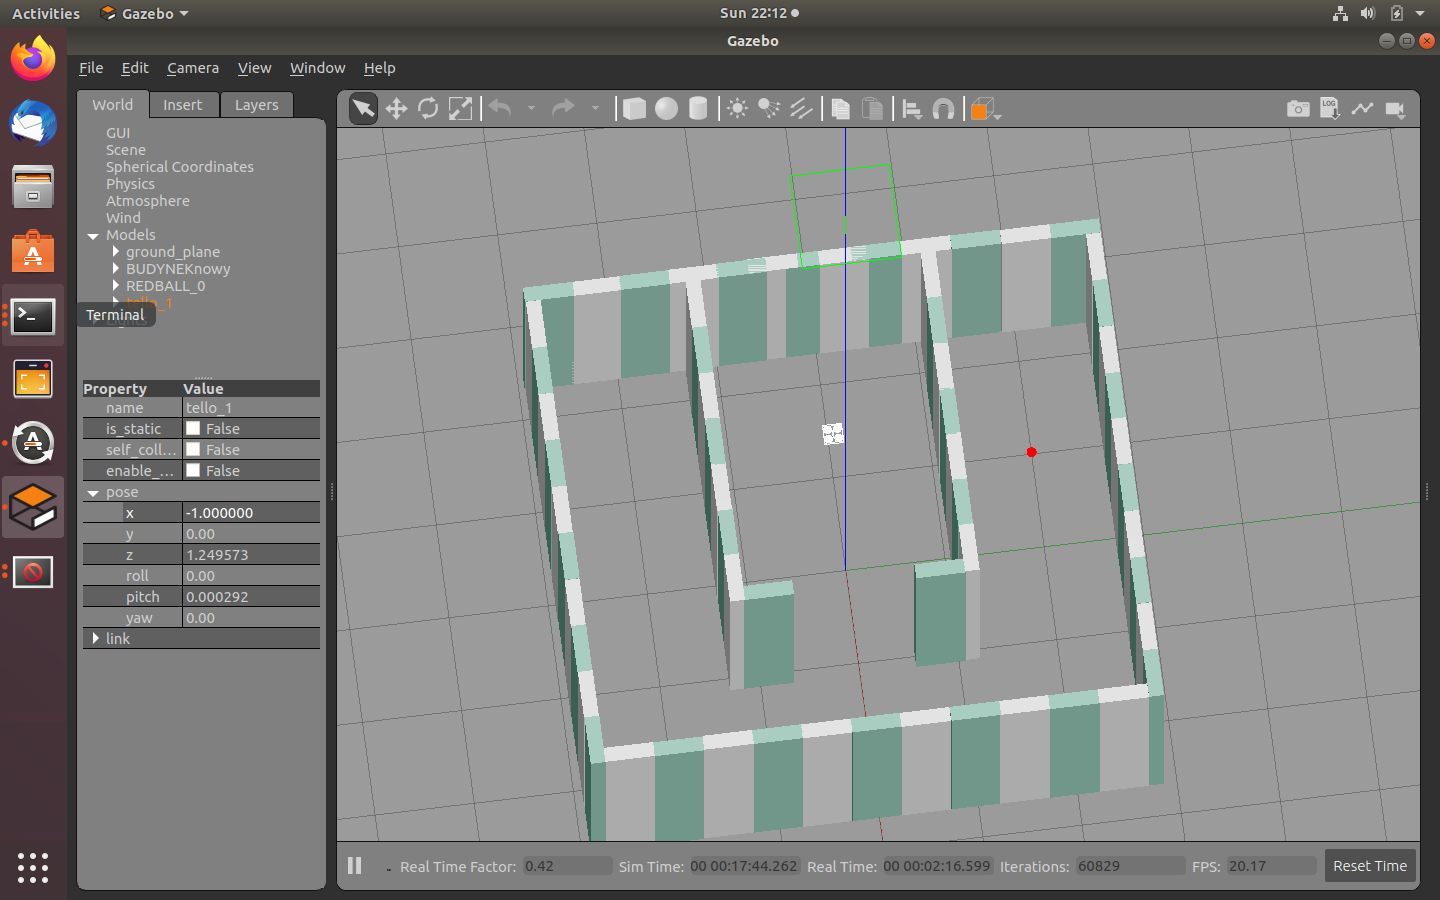 Activities Gazebo Sun 22:12
Gazebo
File Edit Camera View Window Help
World Insert Layers
LOG
GUI
Scene
Spherical Coordinates
Physics
Atmosphere
Wind
Models
ground_plane
BUDYNEKnowy
REDBALL_0
tello_1
Terminal
Lights
Property Value
name tello_1
is_static False
self_coll... False
enable_... False
pose
x -1.000000
y 0.00
z 1.249573
roll 0.00
pitch 0.000292
yaw 0.00
link
Real Time Factor: 0.42 Sim Time: 00 00:17:44.262 Real Time: 00 00:02:16.599 Iterations: 60829 FPS: 20.17 Reset Time